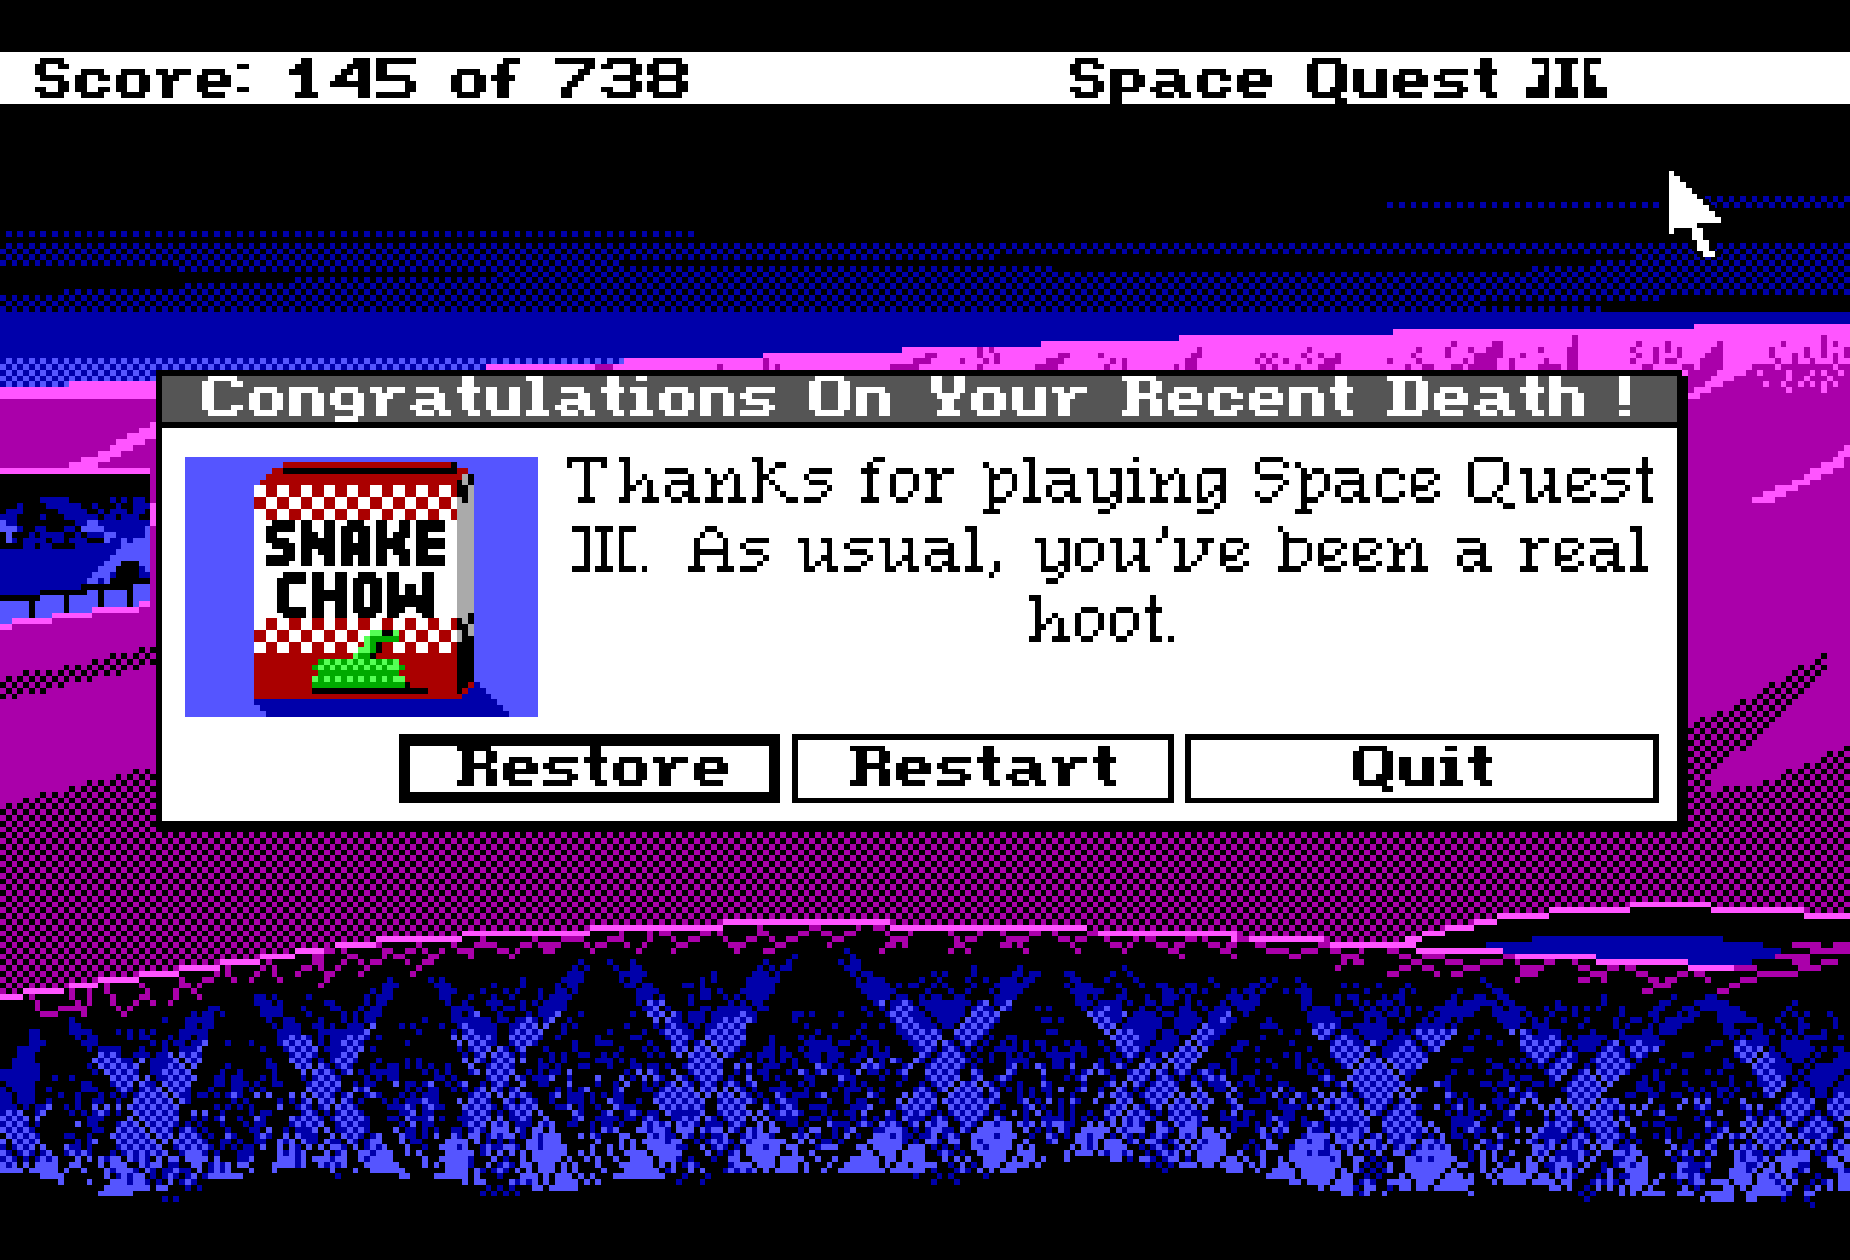 Score: 145 of 738 Space Quest III
Congratulations On Your Recent Death !
SNAKE
CHOW
Thanks for playing Space Quest
III. As usual, you've been a real
hoot.
Restore Restart Quit